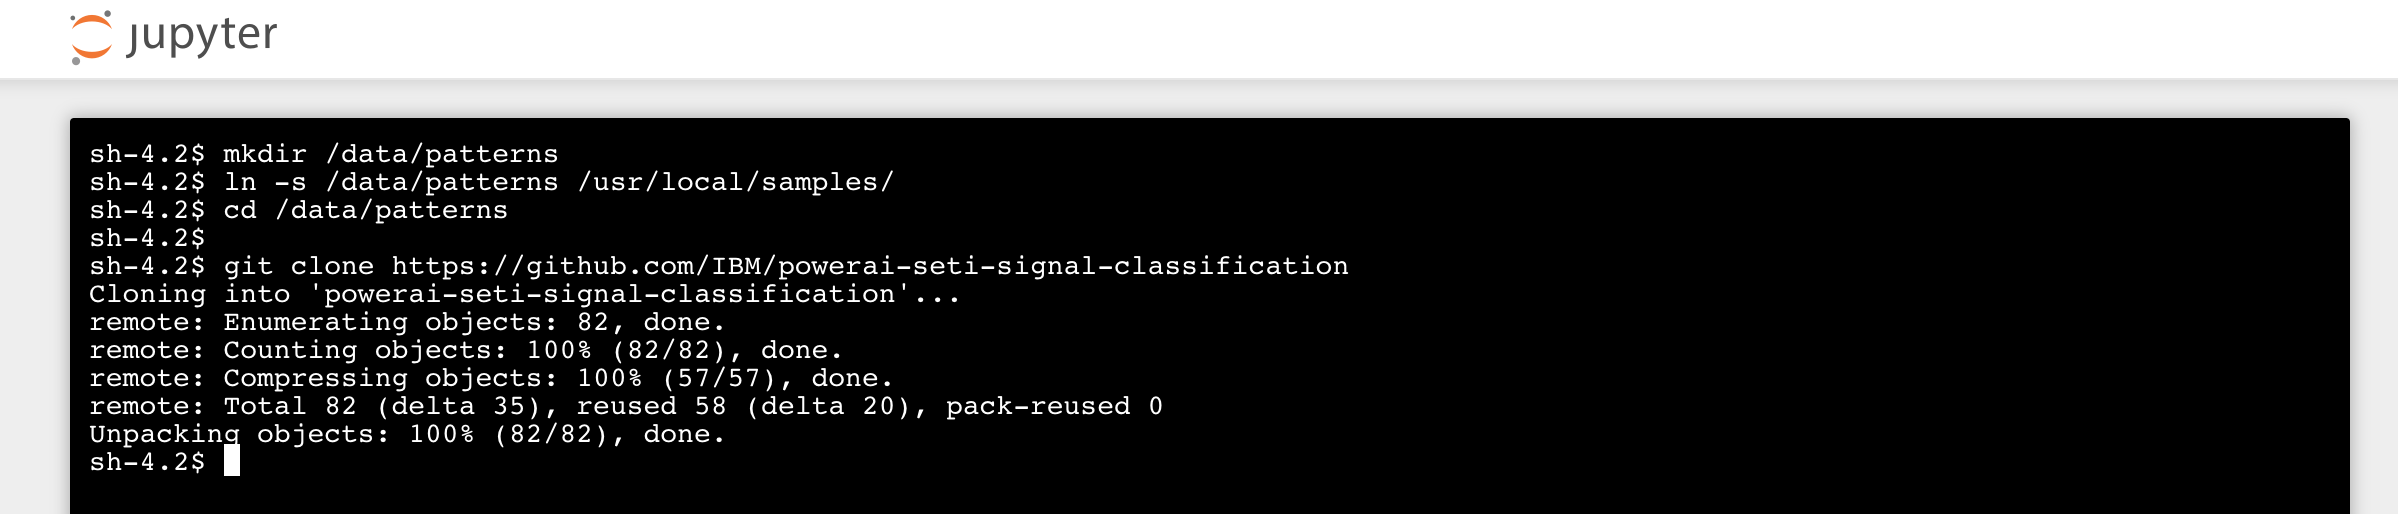 jupyter
sh-4.2$ mkdir /data/patterns
sh-4.2$ ln -s /data/patterns /usr/local/samples/
sh-4.2$ cd /data/patterns
sh-4.2$
sh-4.2$ git clone https://github.com/IBM/powerai-seti-signal-classification
Cloning into 'powerai-seti-signal-classification'...
remote: Enumerating objects: 82, done.
remote: Counting objects: 100% (82/82), done.
remote: Compressing objects: 100% (57/57), done.
remote: Total 82 (delta 35), reused 58 (delta 20), pack-reused 0
Unpacking objects: 100% (82/82), done.
sh-4.2$